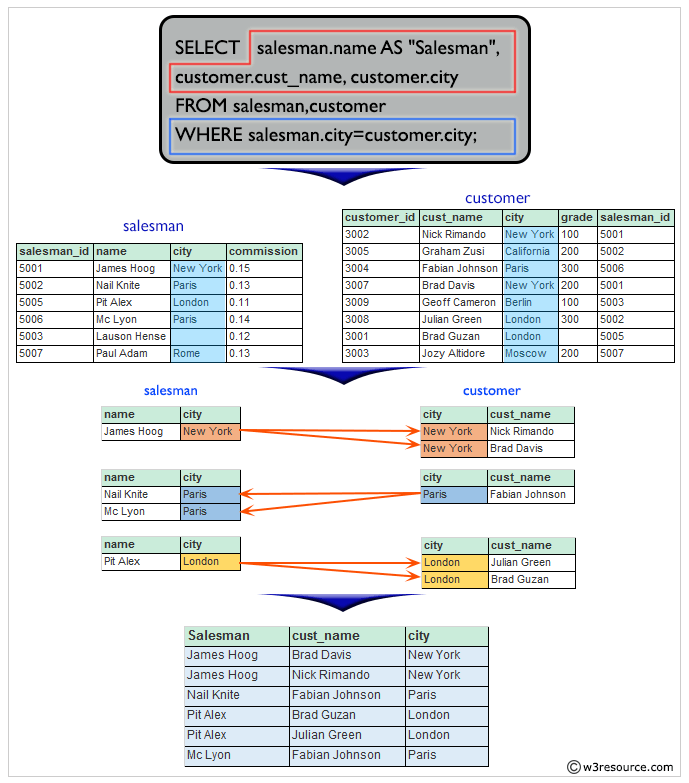 SELECT salesman.name AS "Salesman",
customer.cust_name, customer.city
FROM salesman,customer
WHERE salesman.city=customer.city;
salesman
salesman_id name city commission
5001 James Hoog New York 0.15
5002 Nail Knite Paris 0.13
5005 Pit Alex London 0.11
5006 Mc Lyon Paris 0.14
5003 Lauson Hense 0.12
5007 Paul Adam Rome 0.13
customer
customer_id cust_name city grade salesman_id
3002 Nick Rimando New York 100 5001
3005 Graham Zusi California 200 5002
3004 Fabian Johnson Paris 300 5006
3007 Brad Davis New York 200 5001
3009 Geoff Cameron Berlin 100 5003
3008 Julian Green London 300 5002
3001 Brad Guzan London 5005
3003 Jozy Altidore Moscow 200 5007
salesman
customer
name city
James Hoog New York
city cust_name
New York Nick Rimando
New York Brad Davis
name city
Nail Knite Paris
Mc Lyon Paris
city cust_name
Paris Fabian Johnson
name city
Pit Alex London
city cust_name
London Julian Green
London Brad Guzan
Salesman cust_name city
James Hoog Brad Davis New York
James Hoog Nick Rimando New York
Nail Knite Fabian Johnson Paris
Pit Alex Brad Guzan London
Pit Alex Julian Green London
Mc Lyon Fabian Johnson Paris
© w3resource.com